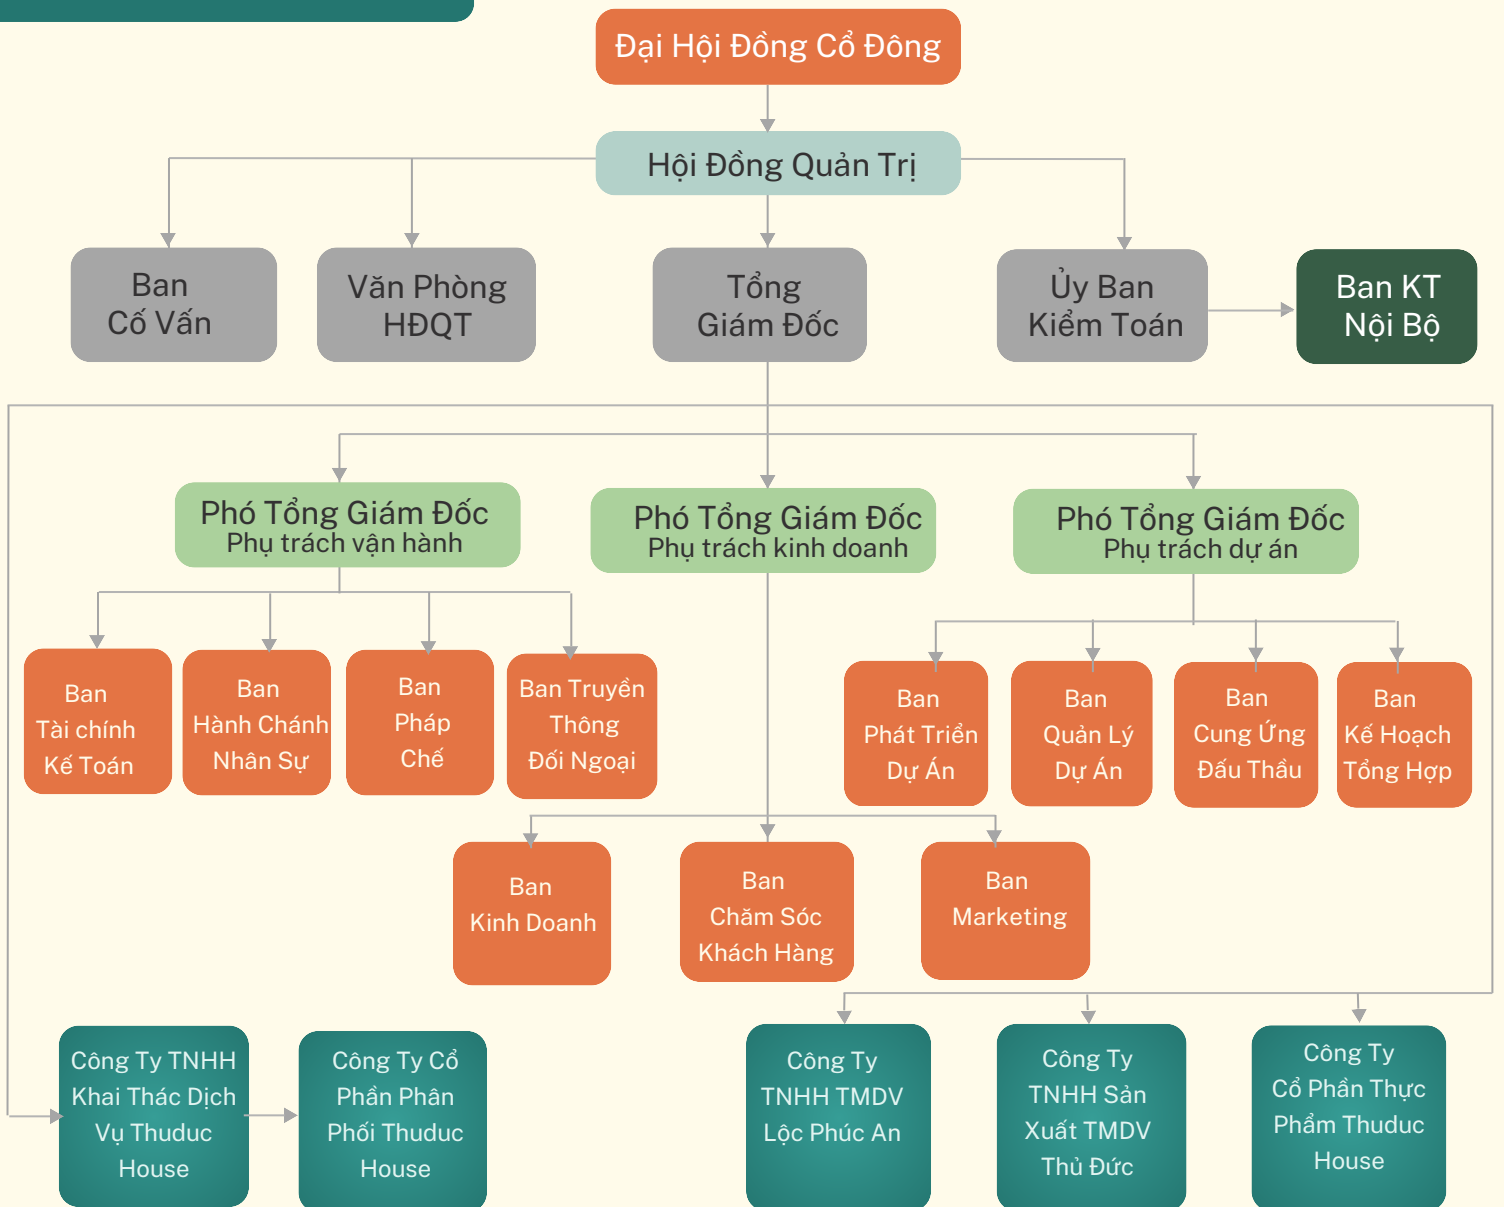 Đại Hội Đồng Cổ Đông
Hội Đồng Quản Trị
Ban
Cố Vấn
Văn Phòng
HĐQT
Tổng
Giám Đốc
Ủy Ban
Kiểm Toán
Ban KT
Nội Bộ
Phó Tổng Giám Đốc
Phụ trách vận hành
Phó Tổng Giám Đốc
Phụ trách kinh doanh
Phó Tổng Giám Đốc
Phụ trách dự án
Ban
Tài chính
Kế Toán
Ban
Hành Chánh
Nhân Sự
Ban
Pháp
Chế
Ban Truyền
Thông
Đối Ngoại
Ban
Phát Triển
Dự Án
Ban
Quản Lý
Dự Án
Ban
Cung Ứng
Đấu Thầu
Ban
Kế Hoạch
Tổng Hợp
Ban
Kinh Doanh
Ban
Chăm Sóc
Khách Hàng
Ban
Marketing
Công Ty TNHH
Khai Thác Dịch
Vụ Thuduc
House
Công Ty Cổ
Phần Phân
Phối Thuduc
House
Công Ty
TNHH TMDV
Lộc Phúc An
Công Ty
TNHH Sản
Xuất TMDV
Thủ Đức
Công Ty
Cổ Phần Thực
Phẩm Thuduc
House